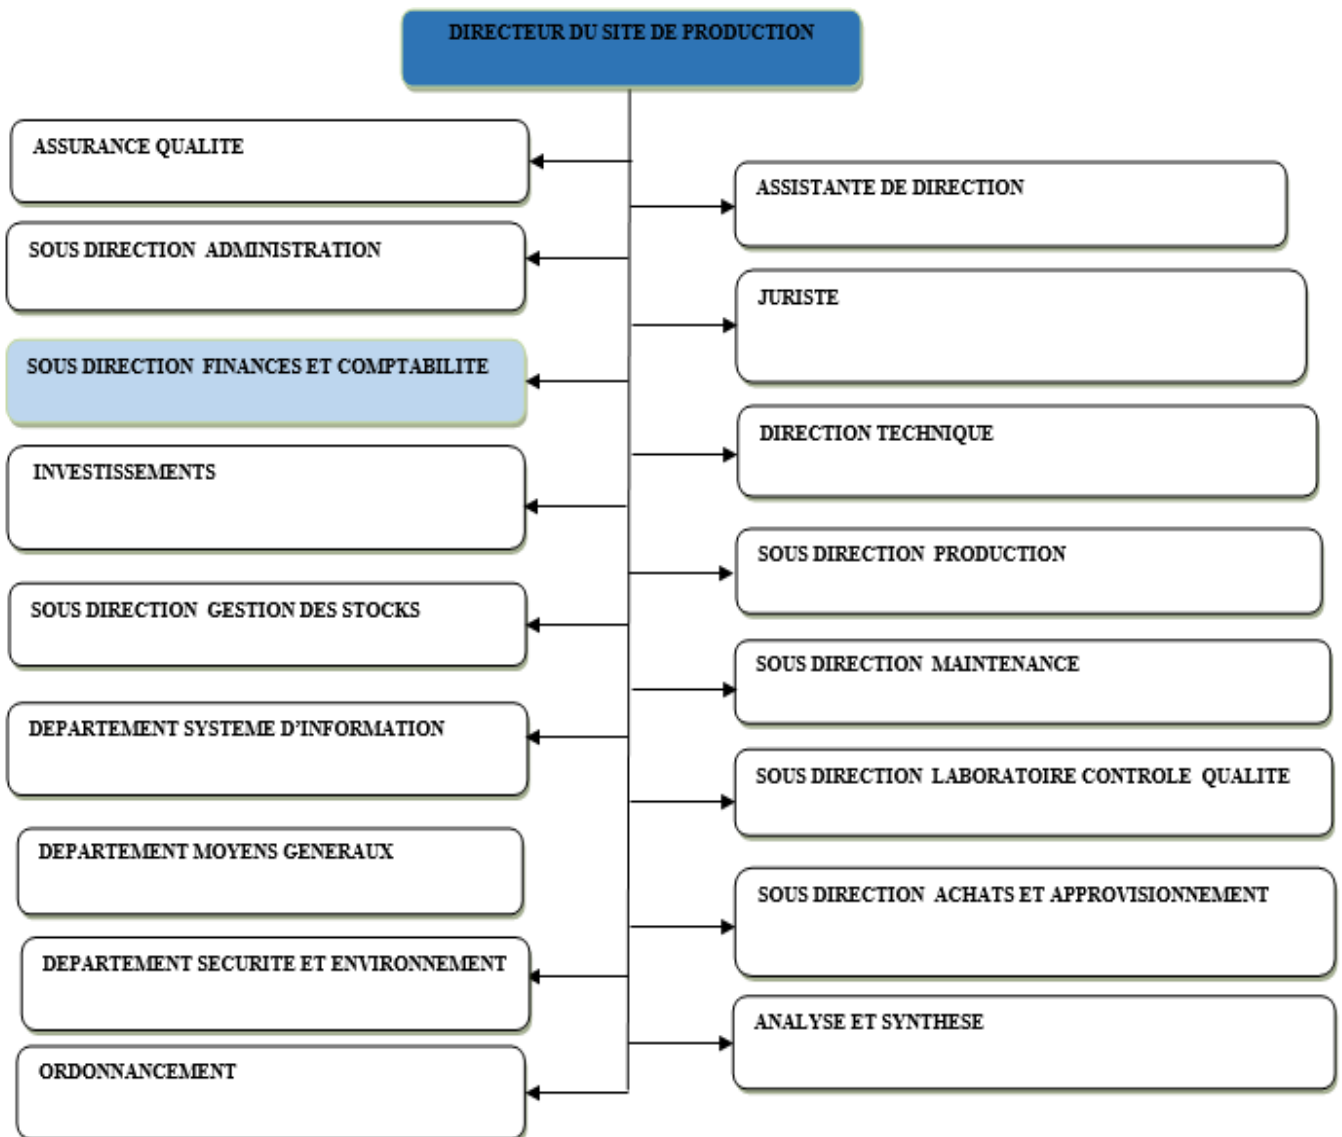 DIRECTEUR DU SITE DE PRODUCTION
ASSURANCE QUALITE
SOUS DIRECTION ADMINISTRATION
SOUS DIRECTION FINANCES ET COMPTABILITE
INVESTISSEMENTS
SOUS DIRECTION GESTION DES STOCKS
DEPARTEMENT SYSTEME D’INFORMATION
DEPARTEMENT MOYENS GENERAUX
DEPARTEMENT SECURITE ET ENVIRONNEMENT
ORDONNANCEMENT
ASSISTANTE DE DIRECTION
JURISTE
DIRECTION TECHNIQUE
SOUS DIRECTION PRODUCTION
SOUS DIRECTION MAINTENANCE
SOUS DIRECTION LABORATOIRE CONTROLE QUALITE
SOUS DIRECTION ACHATS ET APPROVISIONNEMENT
ANALYSE ET SYNTHESE